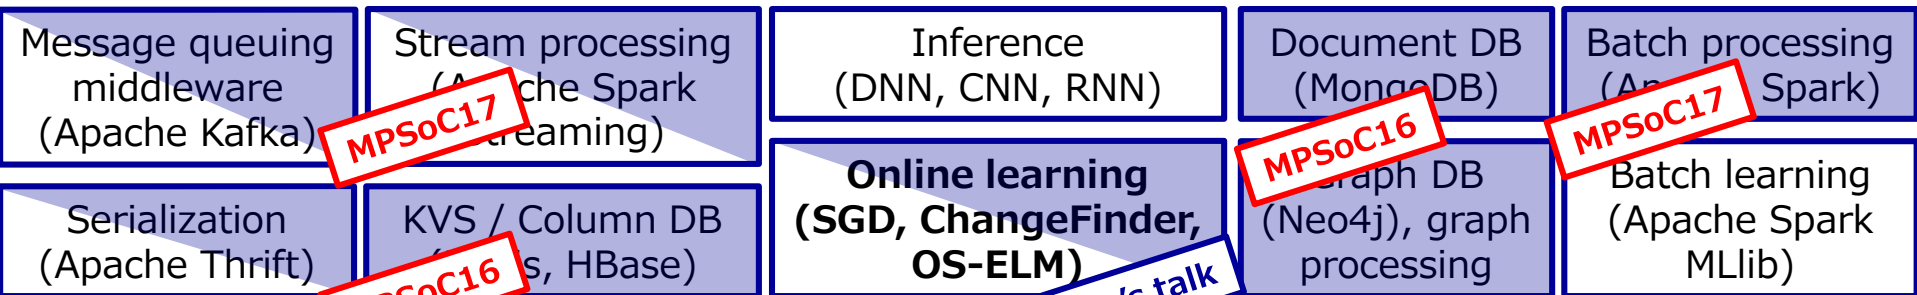 Message queuing
middleware
(Apache Kafka)
Stream processing
che Spark
reaming)
MPSoC17
Inference
(DNN, CNN, RNN)
Document DB
(MongoDB)
Batch processing
Spark)
MPSoC17
Serialization
(Apache Thrift)
KVS / Column DB
s, HBase)
SoC16
Online learning
(SGD, ChangeFinder,
OS-ELM)
's talk
MPSoC16
raph DB
(Neo4j), graph
processing
Batch learning
(Apache Spark
MLlib)